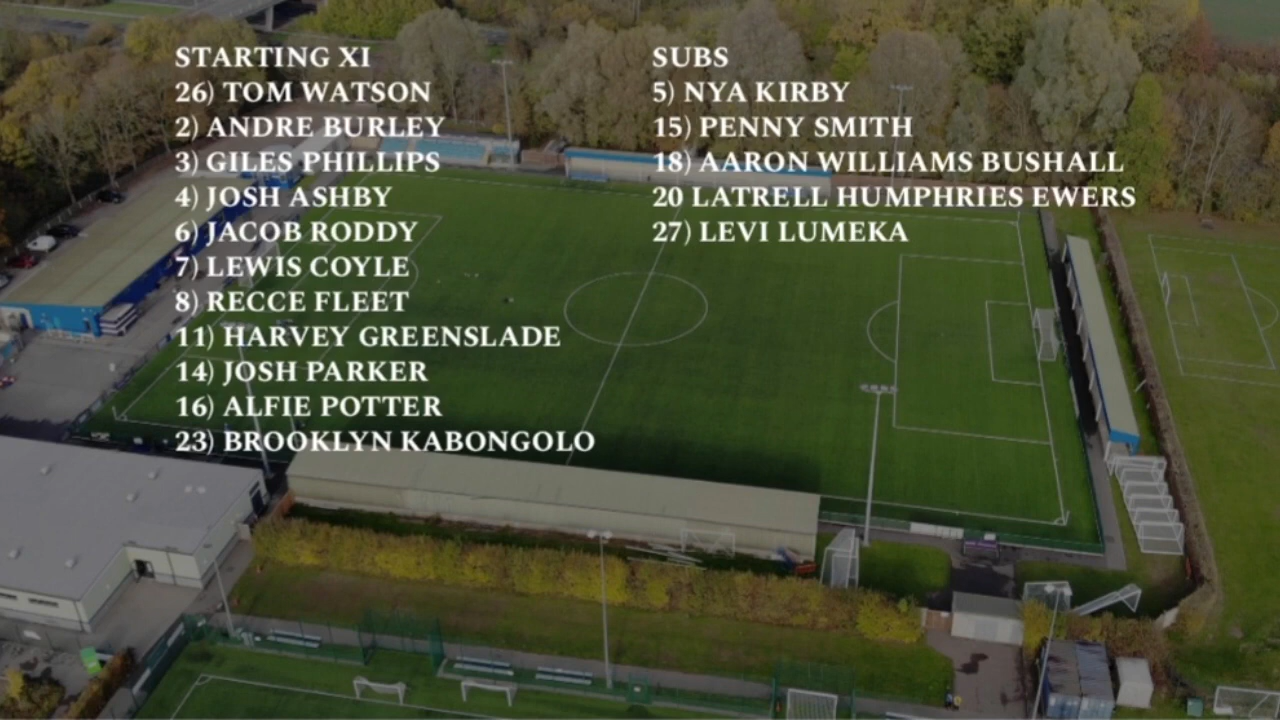 STARTING XI
26) TOM WATSON
2) ANDRE BURLEY
3) GILES PHILLIPS
4) JOSH ASHBY
6) JACOB RODDY
7) LEWIS COYLE
8) RECCE FLEET
11) HARVEY GREENSLADE
14) JOSH PARKER
16) ALFIE POTTER
23) BROOKLYN KABONGOLO
SUBS
5) NYA KIRBY
15) PENNY SMITH
18) AARON WILLIAMS BUSHALL
20 LATRELL HUMPHRIES EWERS
27) LEVI LUMEKA